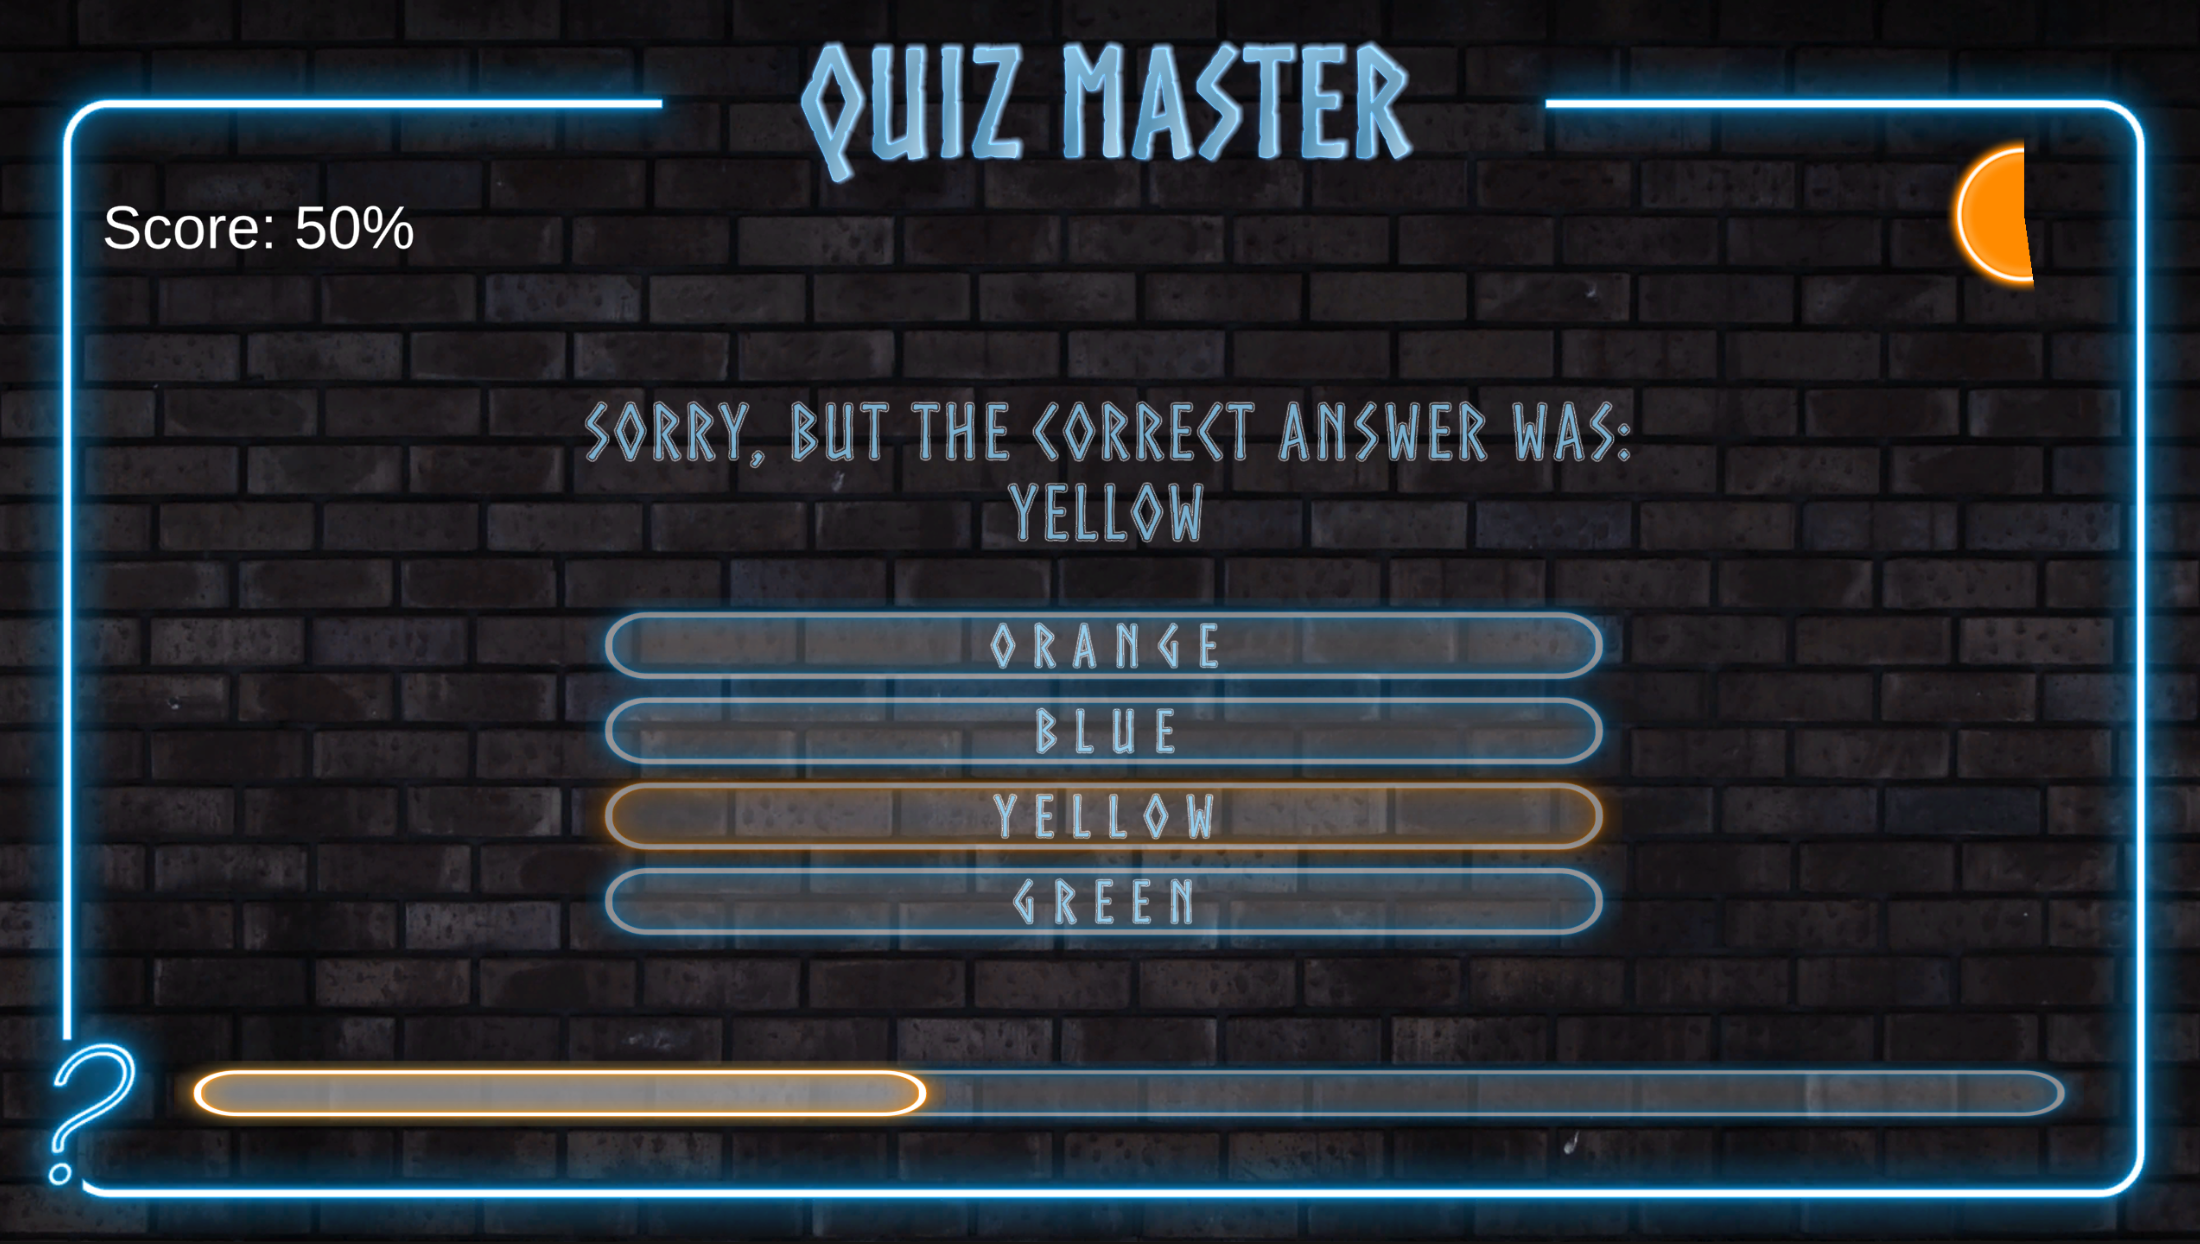 QUIZ MASTER
Score: 50%
SORRY, BUT THE CORRECT ANSWER WAS:
YELLOW
ORANGE
BLUE
YELLOW
GREEN
?